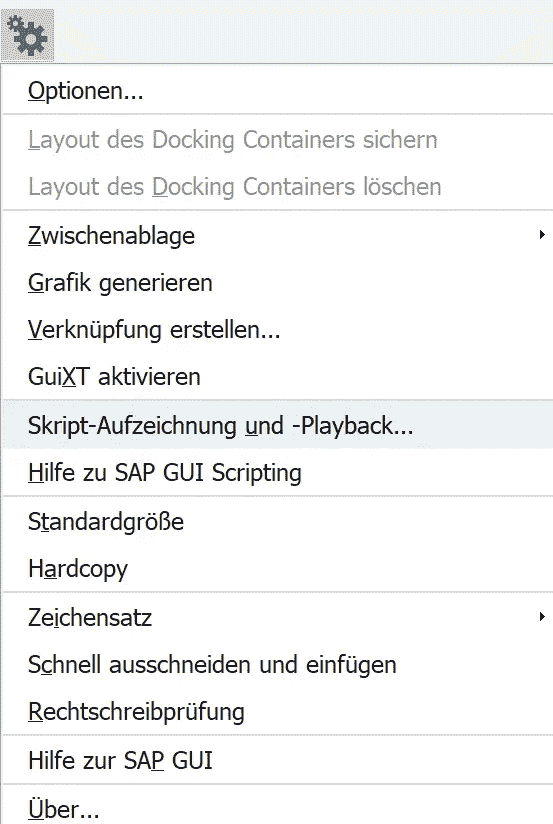 Optionen...
Layout des Docking Containers sichern
Layout des Docking Containers löschen
Zwischenablage
Grafik generieren
Verknüpfung erstellen...
GuiXT aktivieren
Skript-Aufzeichnung und -Playback...
Hilfe zu SAP GUI Scripting
Standardgröße
Hardcopy
Zeichensatz
Schnell ausschneiden und einfügen
Rechtschreibprüfung
Hilfe zur SAP GUI
Über...